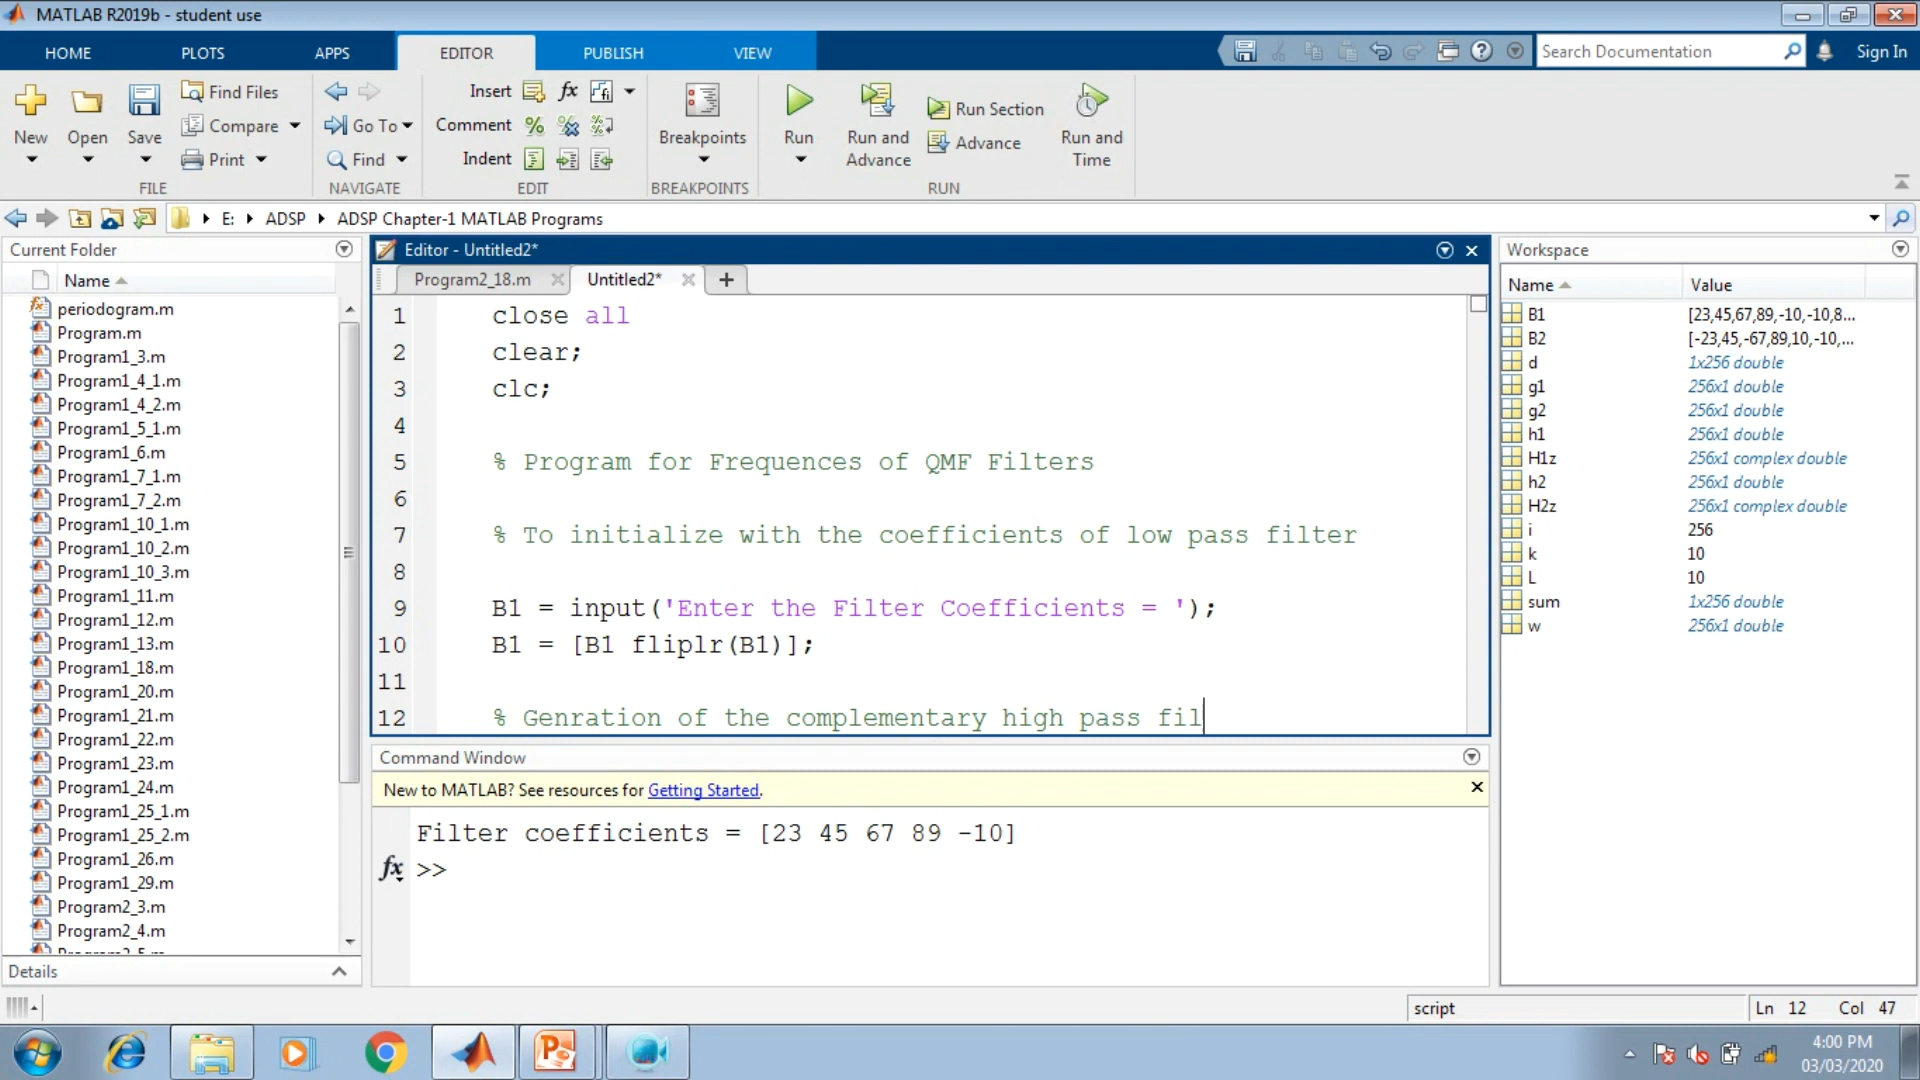 MATLAB R2019b - student use
HOME PLOTS APPS EDITOR PUBLISH VIEW Search Documentation Sign In
New Open Save Find Files Compare Print
FILE
Go To Find
NAVIGATE
Insert fx
Comment
Indent
EDIT
Breakpoints
BREAKPOINTS
Run Run and Advance Run Section Advance Run and Time
RUN
E: ADSP ADSP Chapter-1 MATLAB Programs
Current Folder
Name
periodogram.m
Program.m
Program1_3.m
Program1_4_1.m
Program1_4_2.m
Program1_5_1.m
Program1_6.m
Program1_7_1.m
Program1_7_2.m
Program1_10_1.m
Program1_10_2.m
Program1_10_3.m
Program1_11.m
Program1_12.m
Program1_13.m
Program1_18.m
Program1_20.m
Program1_21.m
Program1_22.m
Program1_23.m
Program1_24.m
Program1_25_1.m
Program1_25_2.m
Program1_26.m
Program1_29.m
Program2_3.m
Program2_4.m
Details
Editor - Untitled2*
Program2_18.m Untitled2* +
1 close all
2 clear;
3 clc;
4
5 % Program for Frequences of QMF Filters
6
7 % To initialize with the coefficients of low pass filter
8
9 B1 = input('Enter the Filter Coefficients = ');
10 B1 = [B1 fliplr(B1)];
11
12 % Genration of the complementary high pass fil
Command Window
New to MATLAB? See resources for Getting Started.
Filter coefficients = [23 45 67 89 -10]
fx >>
Workspace
Name Value
B1 [23,45,67,89,-10,-10,8...
B2 [-23,45,-67,89,10,-10,...
d 1x256 double
g1 256x1 double
g2 256x1 double
h1 256x1 double
H1z 256x1 complex double
h2 256x1 double
H2z 256x1 complex double
i 256
k 10
L 10
sum 1x256 double
w 256x1 double
script Ln 12 Col 47
4:00 PM
03/03/2020